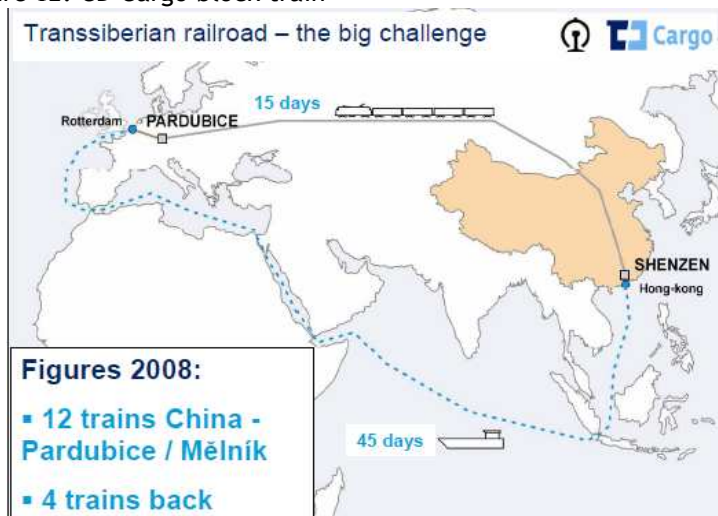 Transsiberian railroad – the big challenge
Cargo
15 days
Rotterdam
PARDUBICE
SHENZEN
Hong-kong
45 days
Figures 2008:
▪ 12 trains China -
Pardubice / Mělník
▪ 4 trains back